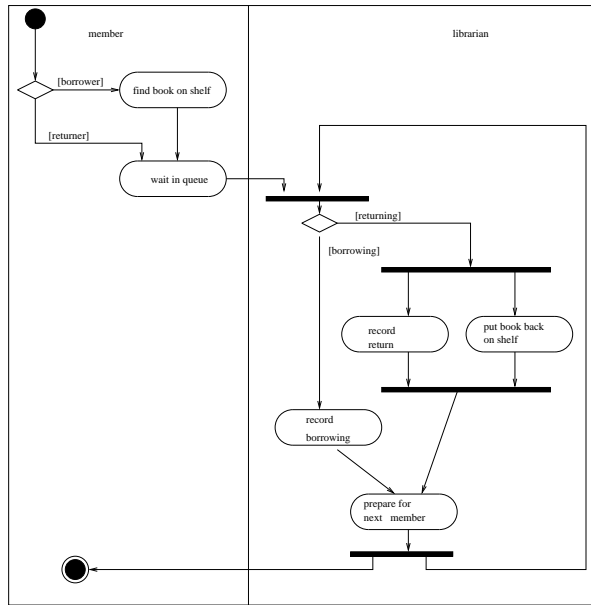 member
librarian
[borrower]
find book on shelf
[returner]
wait in queue
[returning]
[borrowing]
record
return
put book back
on shelf
record
borrowing
prepare for
next member